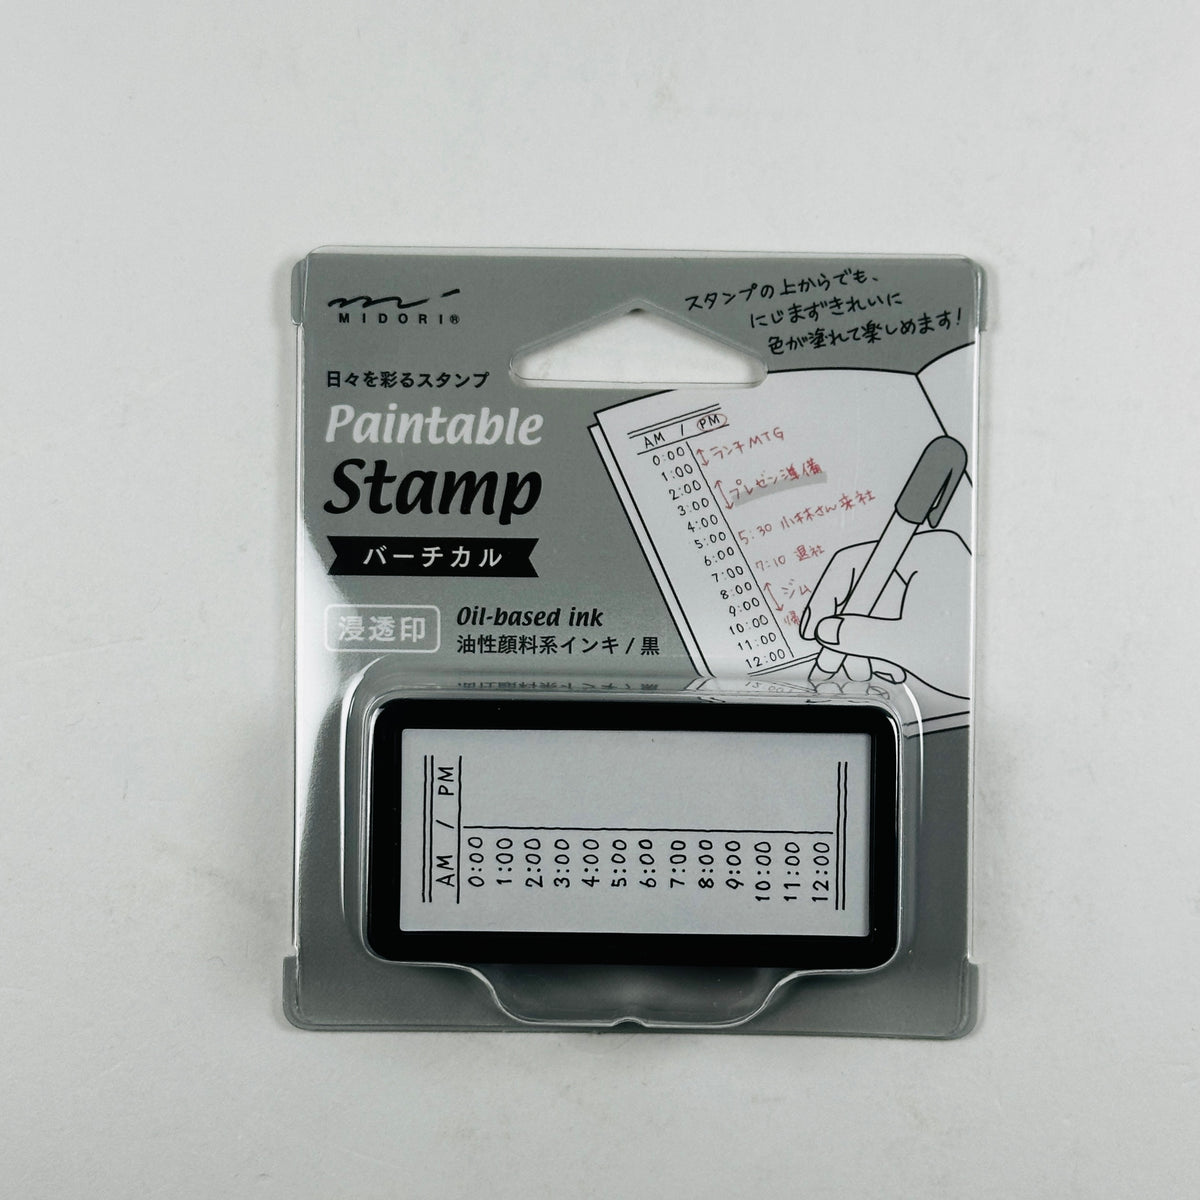 MIDORI®
スタンプの上からでも、
にじまずきれいに
色が塗れて楽しめます!
日々を彩るスタンプ
Paintable
Stamp
バーチカル
浸透印
Oil-based ink
油性顔料系インキ / 黒
AM / PM
0:00
1:00
2:00
3:00
4:00
5:00
6:00
7:00
8:00
9:00
10:00
11:00
12:00
ランチMTG
プレゼン準備
5:30 小林さん来社
7:10 退社
ジム
帰
AM / PM
0:00
1:00
2:00
3:00
4:00
5:00
6:00
7:00
8:00
9:00
10:00
11:00
12:00